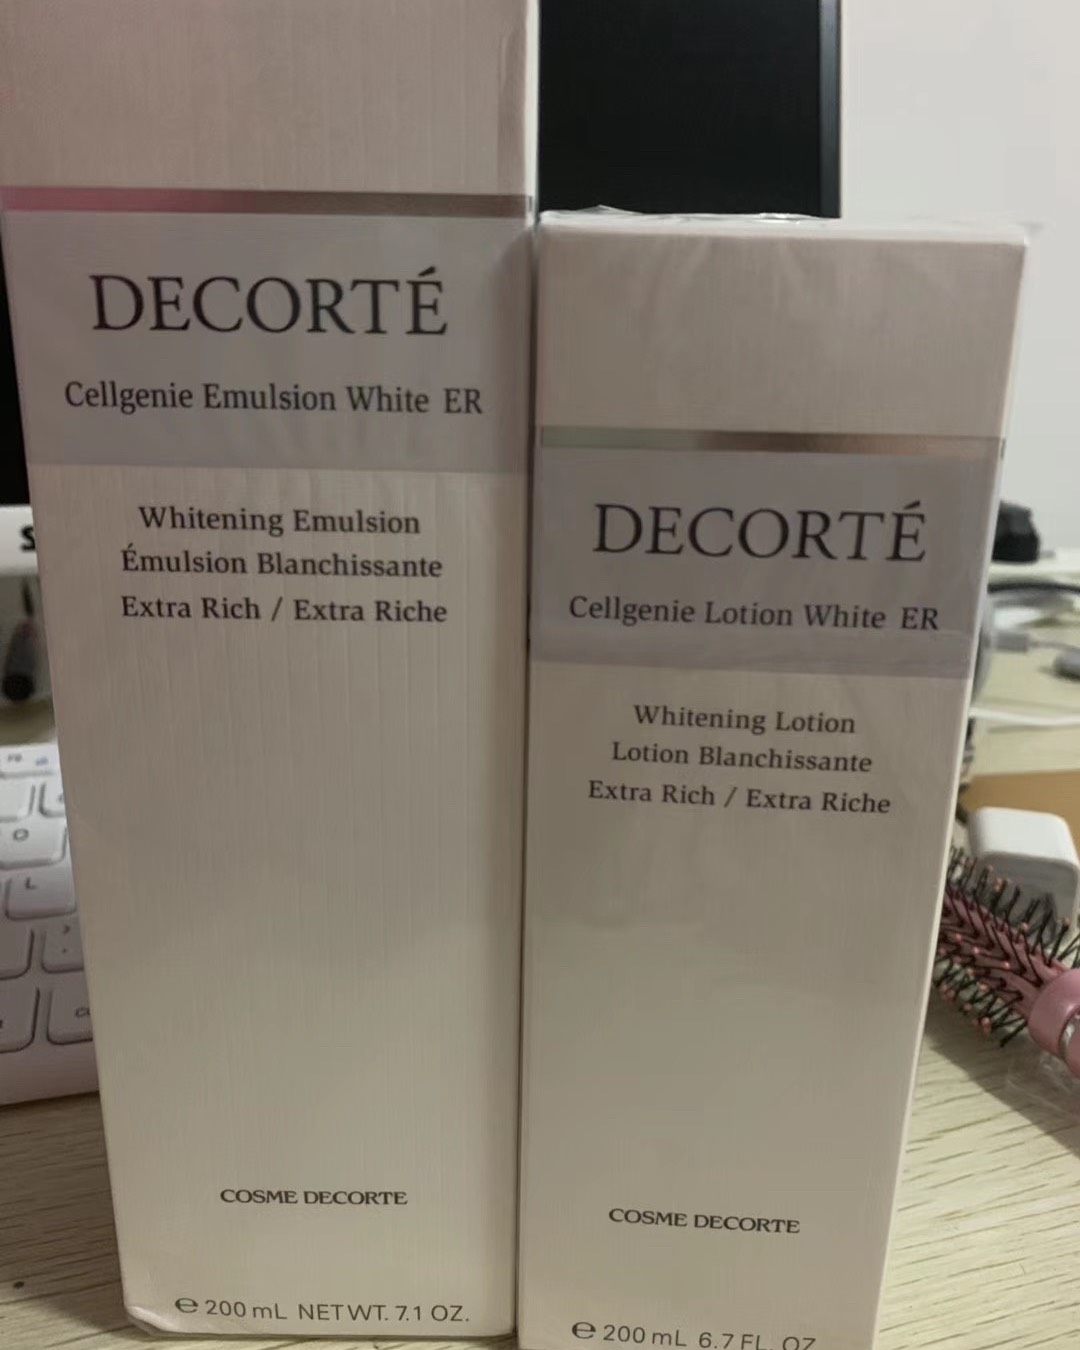 DECORTÉ
Cellgenie Emulsion White ER
Whitening Emulsion
Émulsion Blanchissante
Extra Rich / Extra Riche
COSME DECORTE
℮ 200 mL NET WT. 7.1 OZ.
DECORTÉ
Cellgenie Lotion White ER
Whitening Lotion
Lotion Blanchissante
Extra Rich / Extra Riche
COSME DECORTE
℮ 200 mL 6.7 FL. OZ
S
O
L